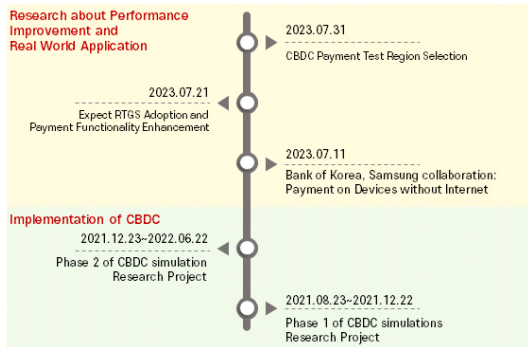 Research about Performance
Improvement and
Real World Application
2023.07.31
CBDC Payment Test Region Selection
2023.07.21
Expect RTGS Adoption and
Payment Functionality Enhancement
2023.07.11
Bank of Korea, Samsung collaboration:
Payment on Devices without Internet
Implementation of CBDC
2021.12.23~2022.06.22
Phase 2 of CBDC simulation
Research Project
2021.08.23~2021.12.22
Phase 1 of CBDC simulations
Research Project